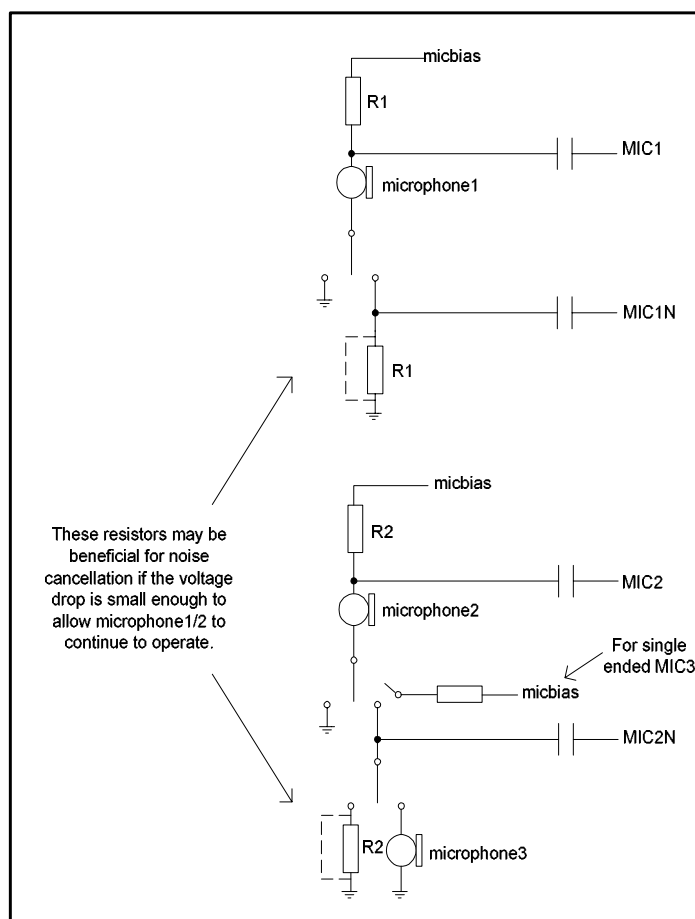 micbias
R1
MIC1
microphone1
MIC1N
R1
micbias
R2
These resistors may be
beneficial for noise
cancellation if the voltage
drop is small enough to
allow microphone1/2 to
continue to operate.
MIC2
microphone2
For single
ended MIC3
micbias
MIC2N
R2
microphone3